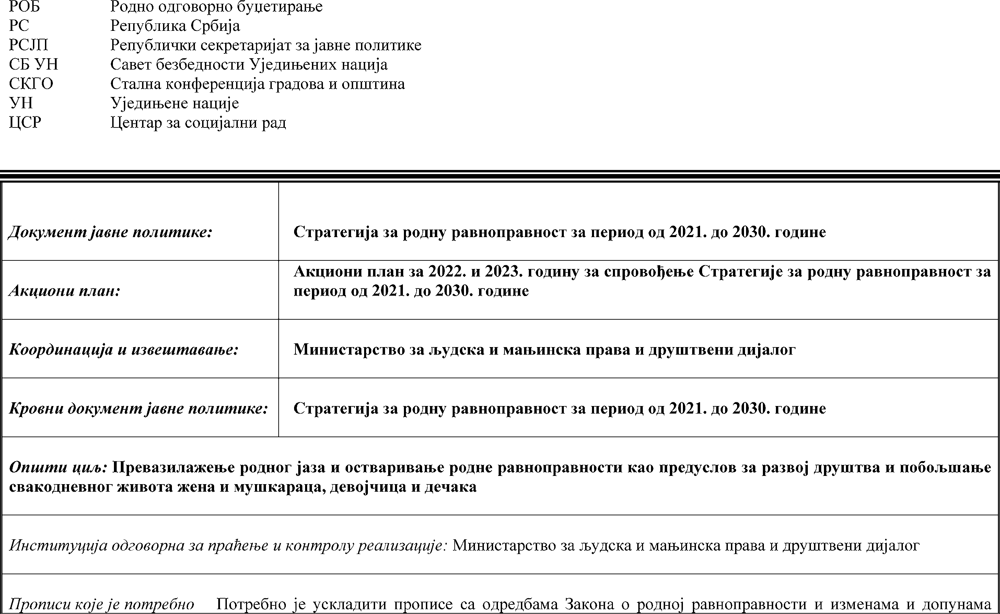 РОБ Родно одговорно буџетирање
РС Република Србија
РСЈП Републички секретаријат за јавне политике
СБ УН Савет безбедности Уједињених нација
СКГО Стална конференција градова и општина
УН Уједињене нације
ЦСР Центар за социјални рад
Документ јавне политике: Стратегија за родну равноправност за период од 2021. до 2030. године
Акциони план:
Акциони план за 2022. и 2023. годину за спровођење Стратегије за родну равноправност за
период од 2021. до 2030. године
Координација и извештавање: Министарство за људска и мањинска права и друштвени дијалог
Кровни документ јавне политике: Стратегија за родну равноправност за период од 2021. до 2030. године
Општи циљ: Превазилажење родног јаза и остваривање родне равноправности као предуслов за развој друштва и побољшање
свакодневног живота жена и мушкараца, девојчица и дечака
Институција одговорна за праћење и контролу реализације: Министарство за људска и мањинска права и друштвени дијалог
Прописи које је потребно Потребно је ускладити прописе са одредбама Закона о родној равноправности и изменама и допунама